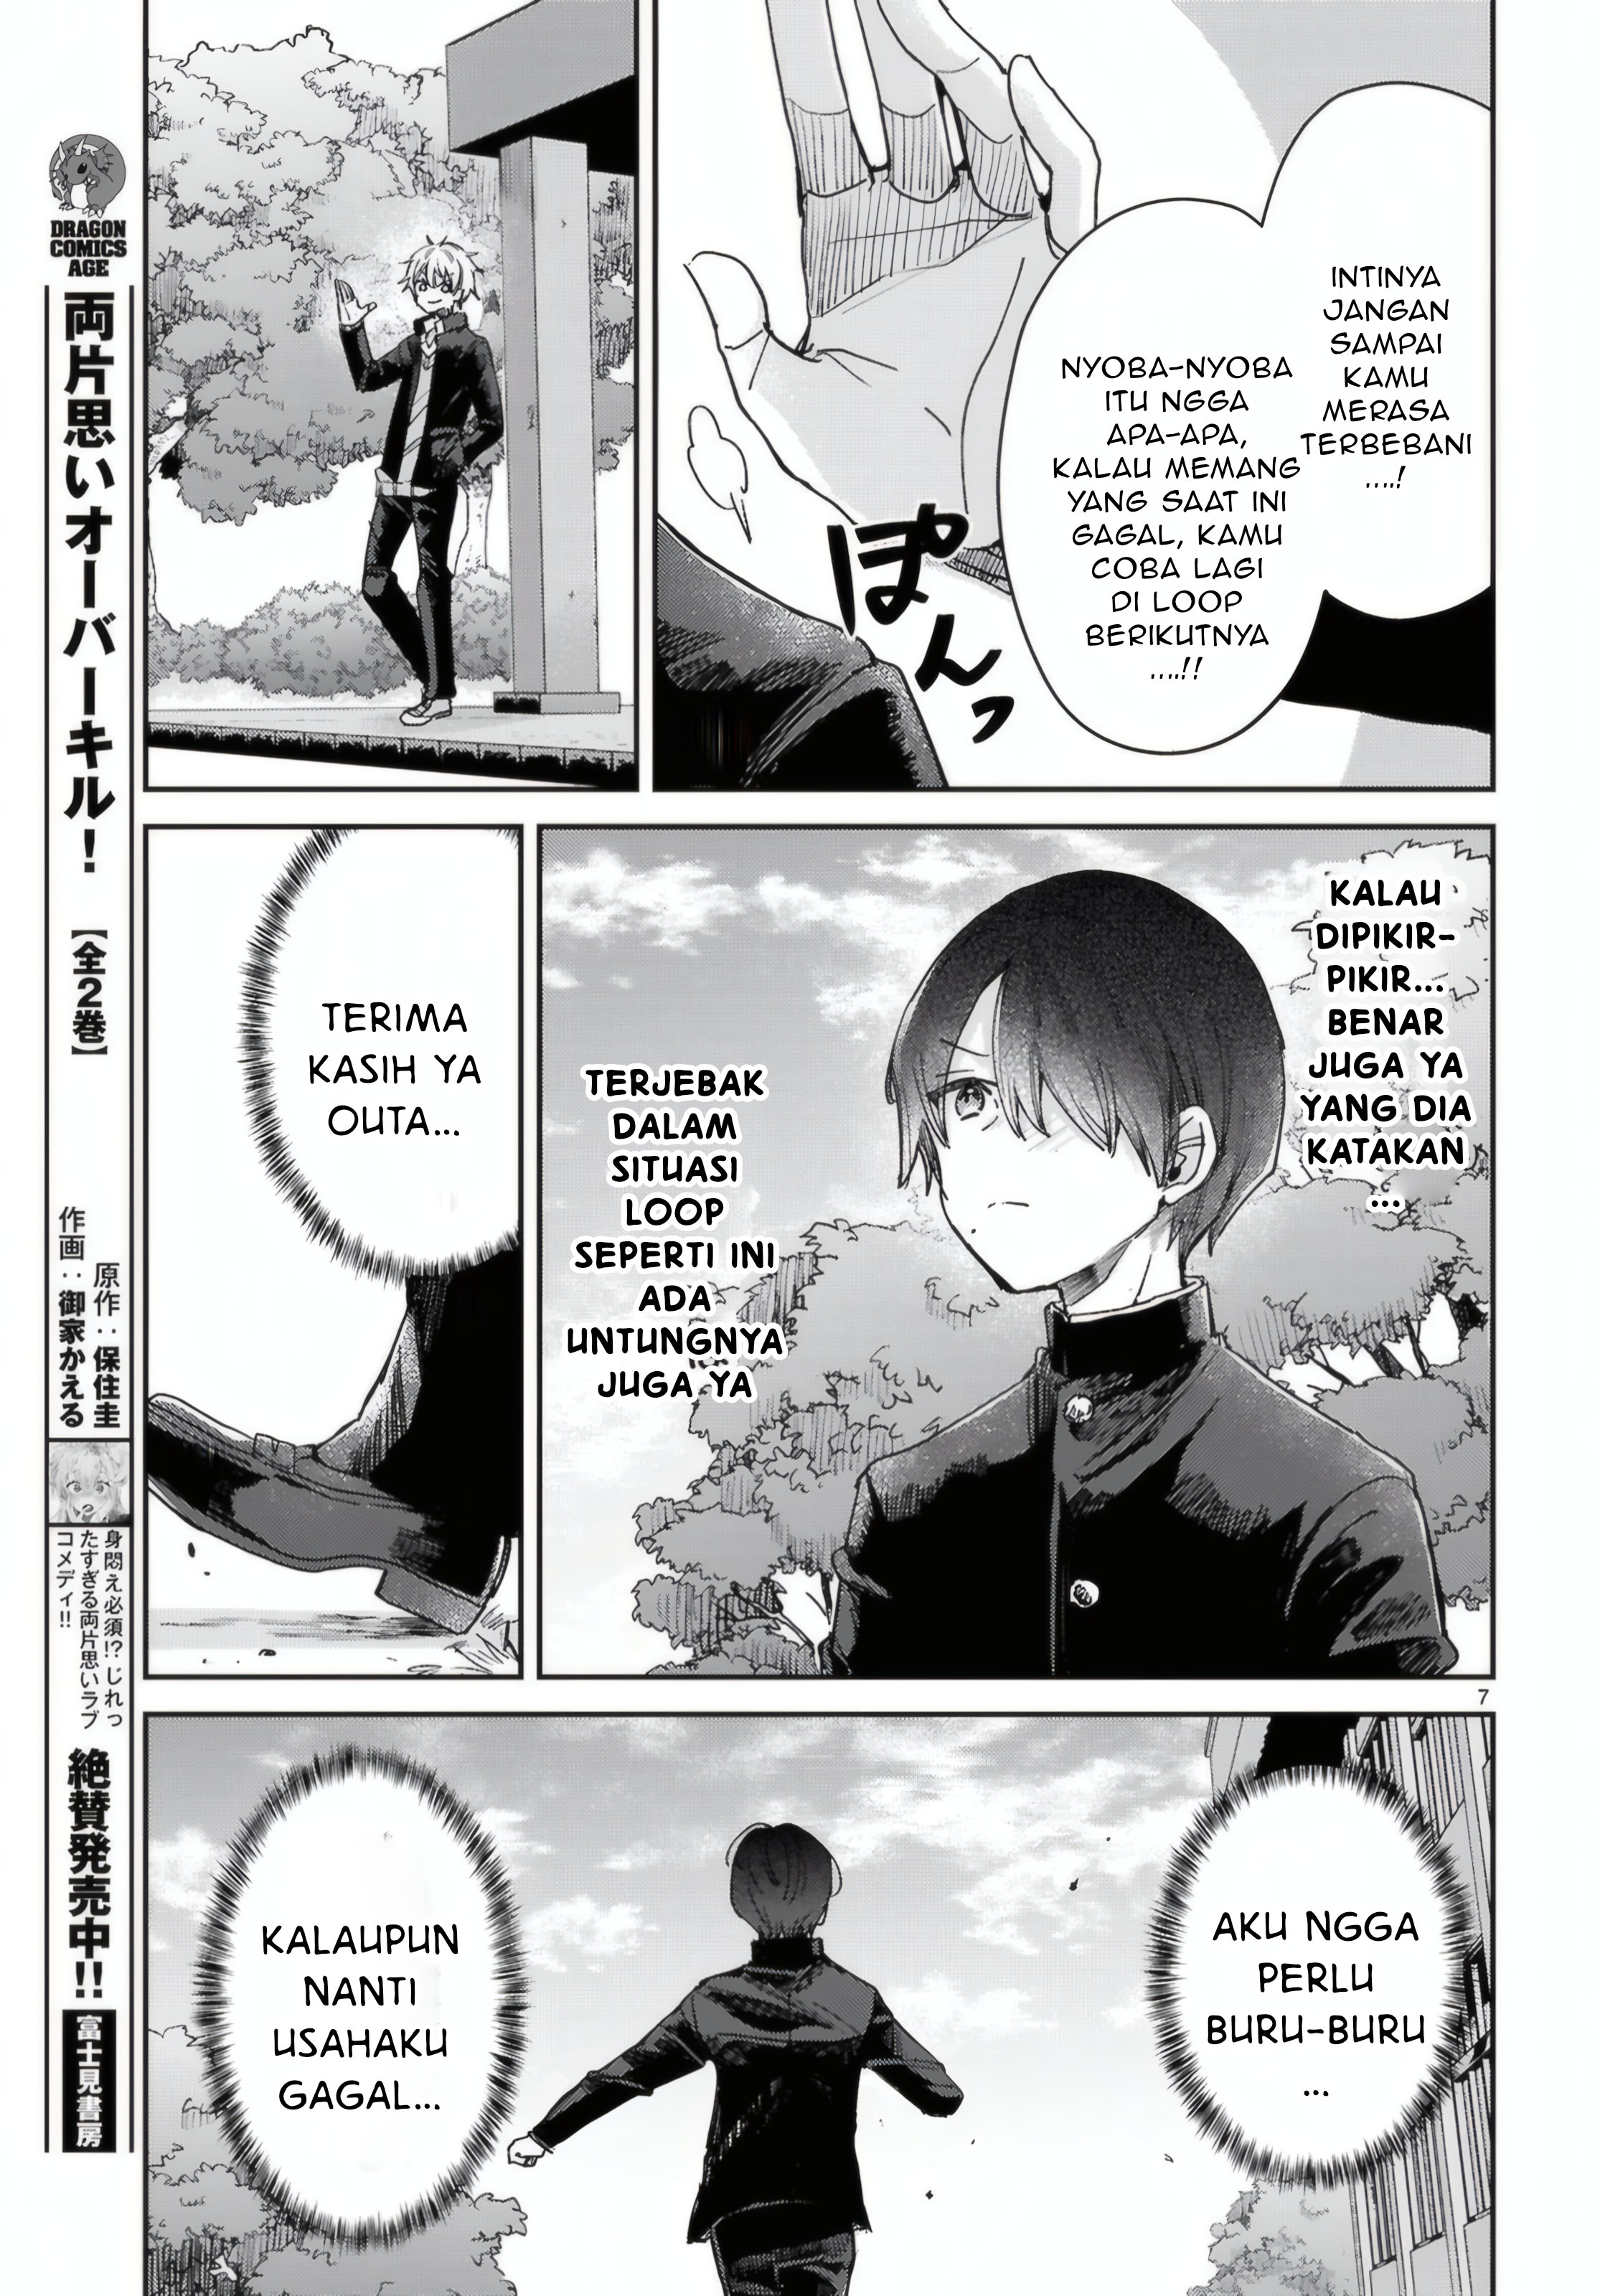 INTINYA
JANGAN
SAMPAI
KAMU
MERASA
TERBEBANI
....!
NYOBA-NYOBA
ITU NGGA
APA-APA,
KALAU MEMANG
YANG SAAT INI
GAGAL, KAMU
COBA LAGI
DI LOOP
BERIKUTNYA
....!!
ぽんっ
KALAU
DIPIKIR-
PIKIR...
BENAR
JUGA YA
YANG DIA
KATAKAN
...
TERJEBAK
DALAM
SITUASI
LOOP
SEPERTI INI
ADA
UNTUNGNYA
JUGA YA
TERIMA
KASIH YA
OUTA...
7
AKU NGGA
PERLU
BURU-BURU
...
KALAUPUN
NANTI
USAHAKU
GAGAL...
DRAGON
COMICS
AGE
両片思いオーバーキル!
【全2巻】
原作:保住圭
作画:御家かえる
身悶え必須!?じれっ
たすぎる両片思いラブ
コメディ!!
絶賛発売中!!
富士見書房